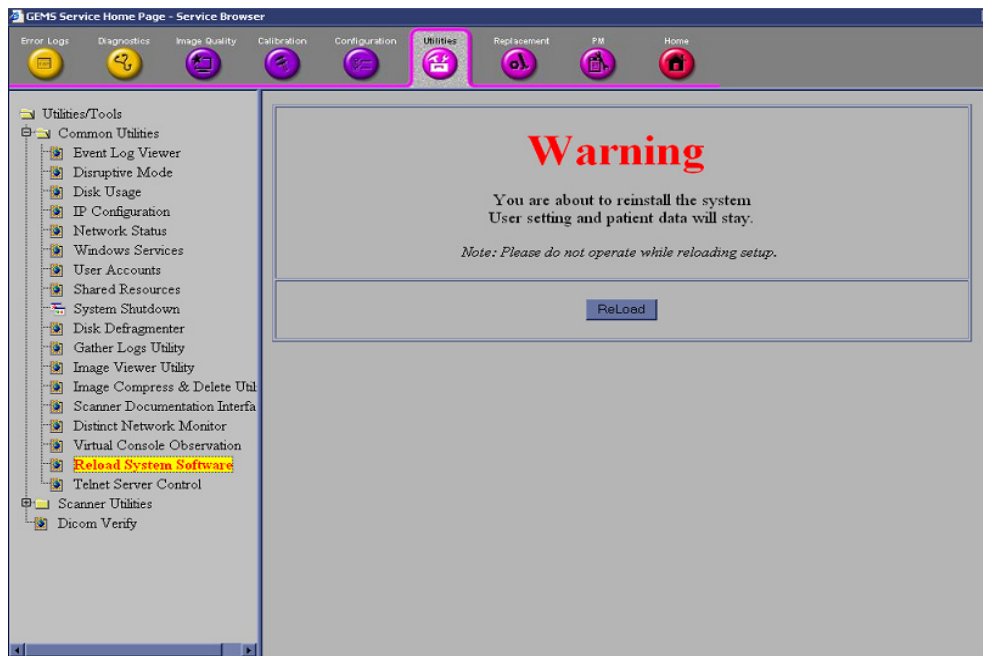 GEMS Service Home Page - Service Browser
Error Logs
Diagnostics
Image Quality
Calibration
Configuration
Utilities
Replacement
PM
Home
Utilities/Tools
Common Utilities
Event Log Viewer
Disruptive Mode
Disk Usage
IP Configuration
Network Status
Windows Services
User Accounts
Shared Resources
System Shutdown
Disk Defragmenter
Gather Logs Utility
Image Viewer Utility
Image Compress & Delete Util
Scanner Documentation Interfa
Distinct Network Monitor
Virtual Console Observation
Reload System Software
Telnet Server Control
Scanner Utilities
Dicom Verify
Warning
You are about to reinstall the system
User setting and patient data will stay.
Note: Please do not operate while reloading setup.
ReLoad